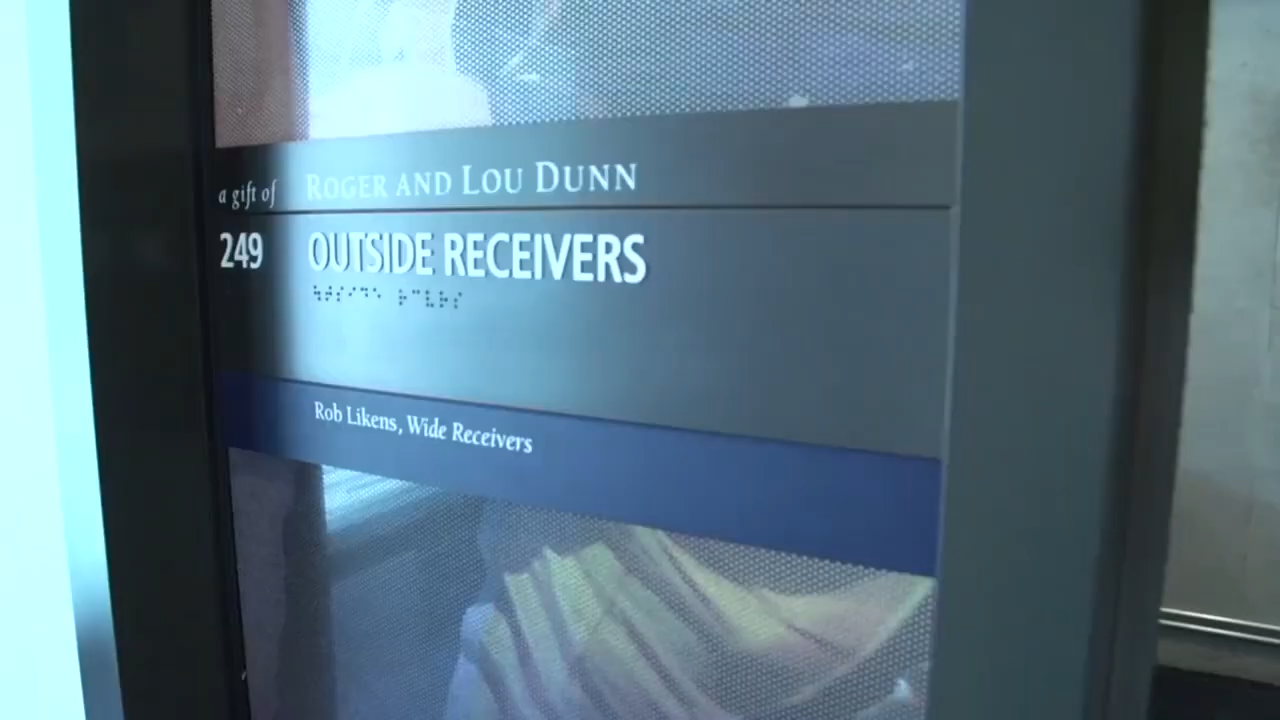 a gift of ROGER AND LOU DUNN
249 OUTSIDE RECEIVERS
Rob Likens, Wide Receivers